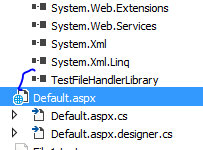 System.Web.Extensions
System.Web.Services
System.Xml
System.Xml.Linq
TestFileHandlerLibrary
Default.aspx
Default.aspx.cs
Default.aspx.designer.cs